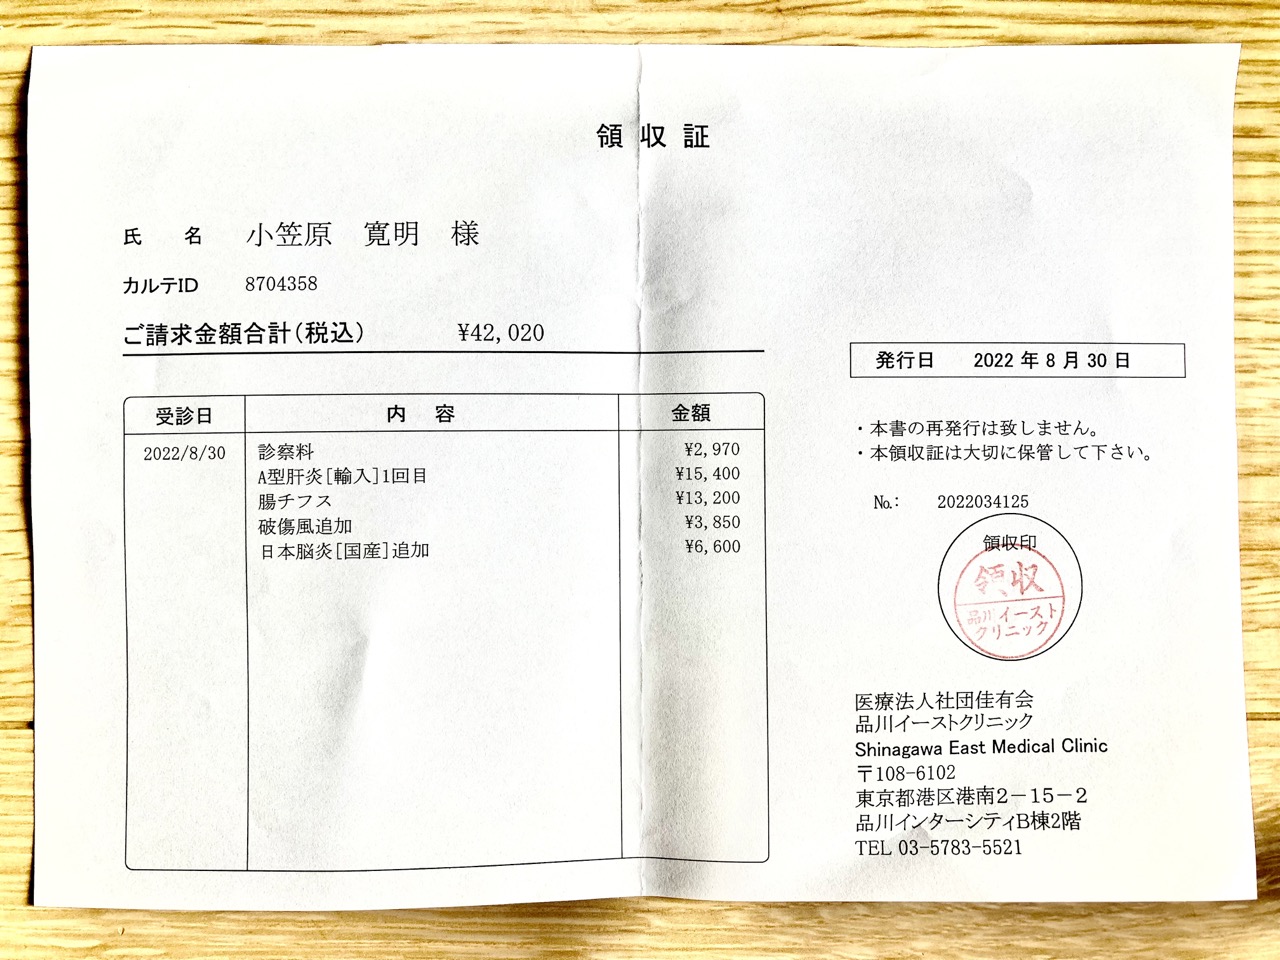 領収証
氏 名 小笠原 寛明 様
カルテID 8704358
ご請求金額合計(税込) ¥42,020
発行日 2022年8月30日
受診日 内 容 金額
2022/8/30 診察料 ¥2,970
A型肝炎[輸入]1回目 ¥15,400
腸チフス ¥13,200
破傷風追加 ¥3,850
日本脳炎[国産]追加 ¥6,600
・本書の再発行は致しません。
・本領収証は大切に保管して下さい。
No.: 2022034125
領収印
領収
品川イースト
クリニック
医療法人社団佳有会
品川イーストクリニック
Shinagawa East Medical Clinic
〒108-6102
東京都港区港南2-15-2
品川インターシティB棟2階
TEL 03-5783-5521